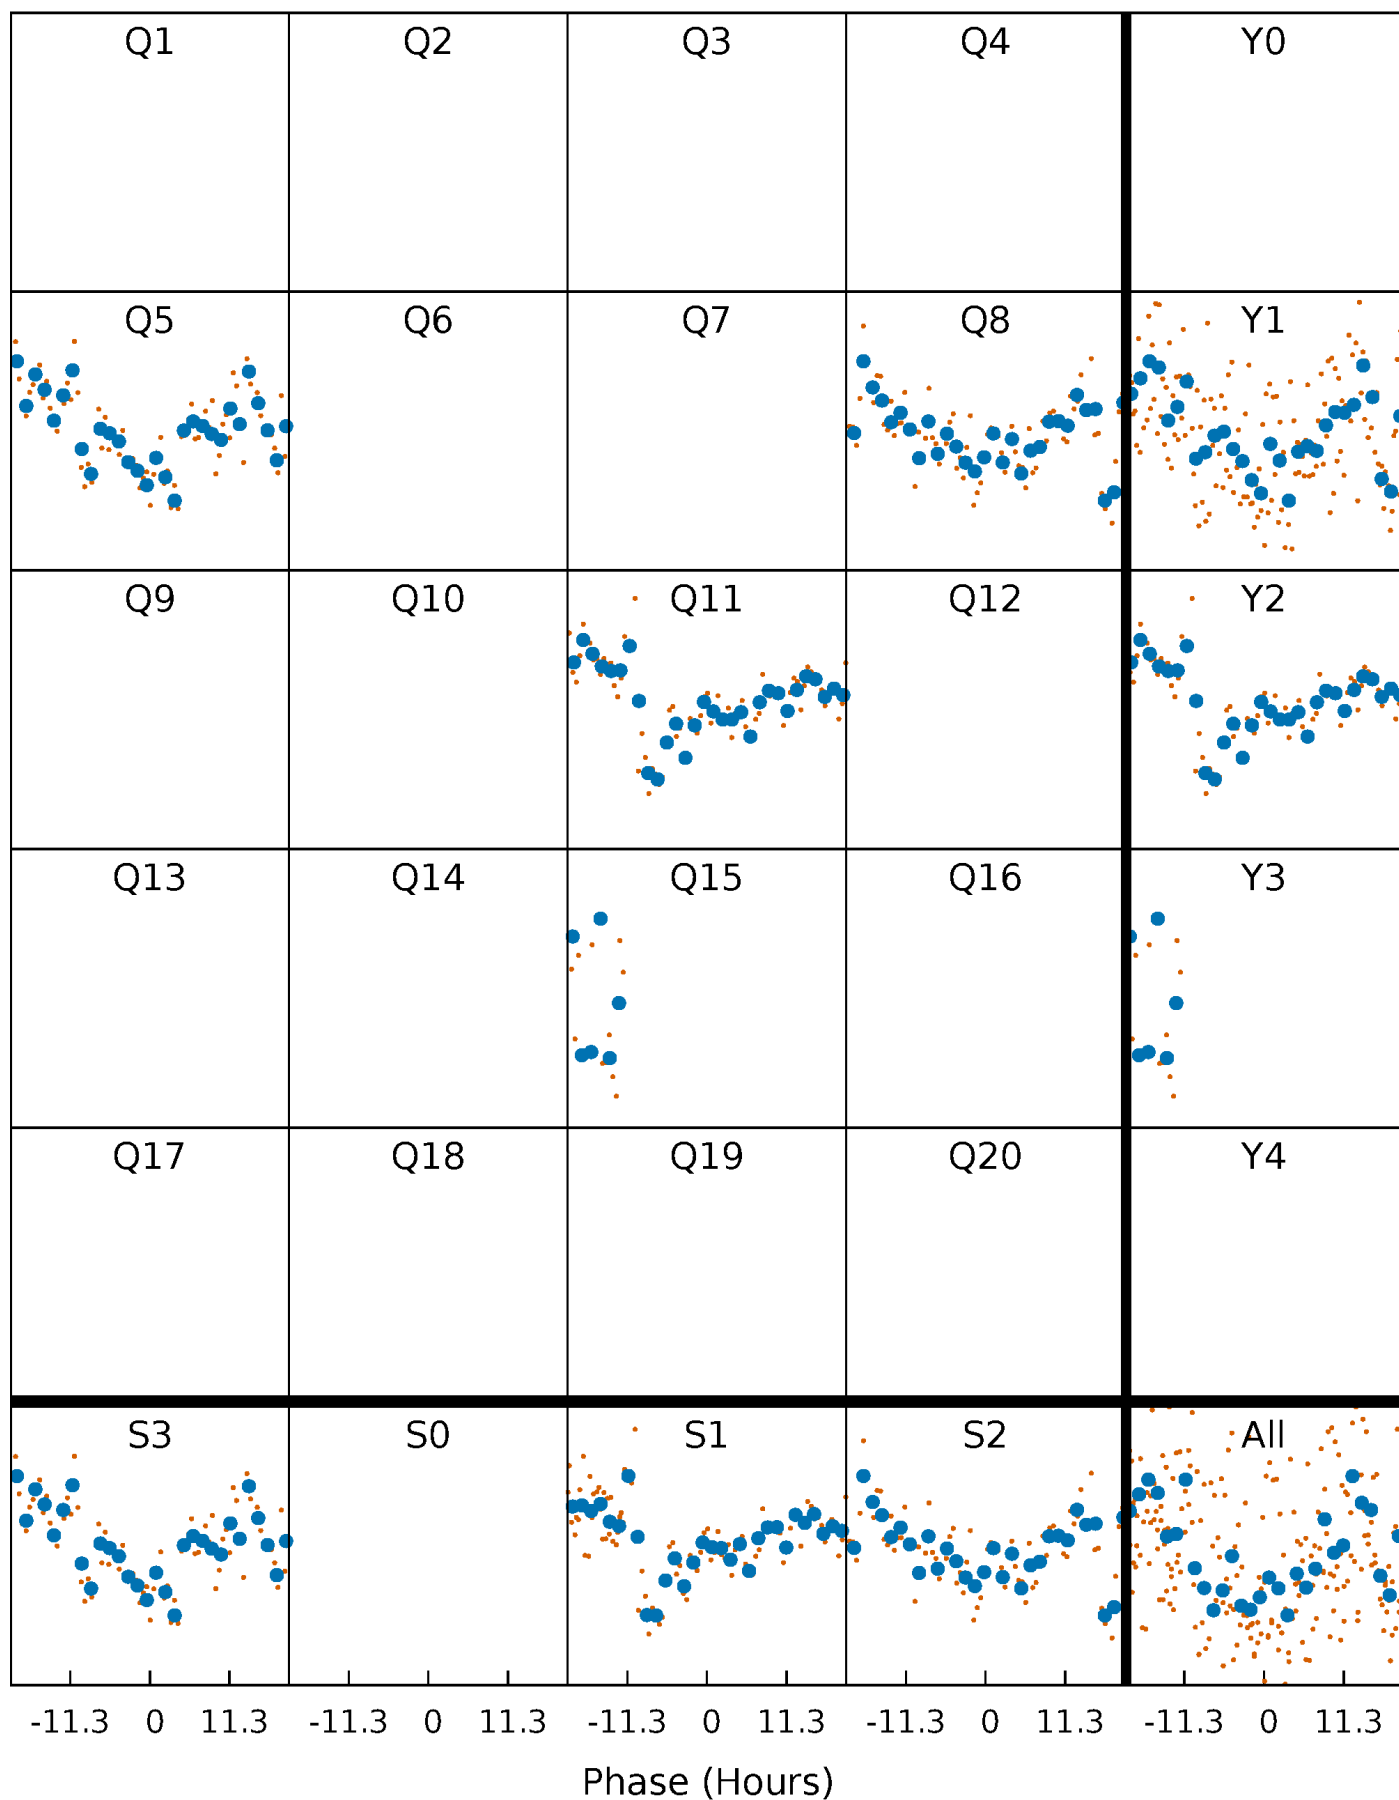 Q1 Q2 Q3 Q4 Y0
Q5 Q6 Q7 Q8 Y1
Q9 Q10 Q11 Q12 Y2
Q13 Q14 Q15 Q16 Y3
Q17 Q18 Q19 Q20 Y4
S3 S0 S1 S2 All
-11.3 0 11.3 -11.3 0 11.3 -11.3 0 11.3 -11.3 0 11.3 -11.3 0 11.3
Phase (Hours)